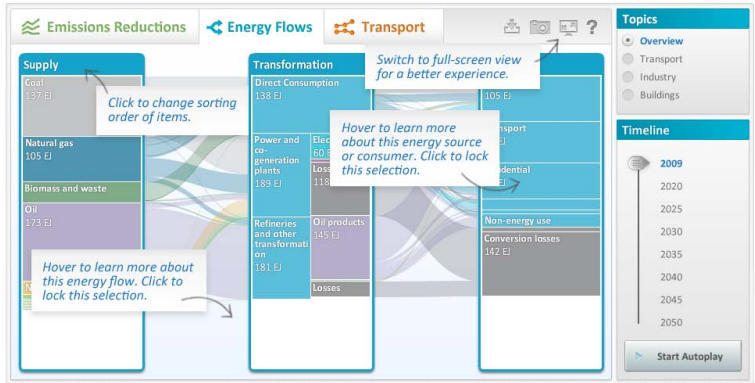 Emissions Reductions
Energy Flows
Transport
?
Supply
Coal
137 EJ
Natural gas
105 EJ
Biomass and waste
Oil
173 EJ
Click to change sorting
order of items.
Hover to learn more about
this energy flow. Click to
lock this selection.
Transformation
Direct Consumption
138 EJ
Power and
co-
generation
plants
189 EJ
60
118
Refineries
and other
transformati
on
181 EJ
Oil products
145 EJ
Losses
Switch to full-screen view
for a better experience.
Hover to learn more
about this energy source
or consumer. Click to lock
this selection.
105 EJ
Non-energy use
Conversion losses
142 EJ
Topics
Overview
Transport
Industry
Buildings
Timeline
2009
2020
2025
2030
2035
2040
2045
2050
Start Autoplay